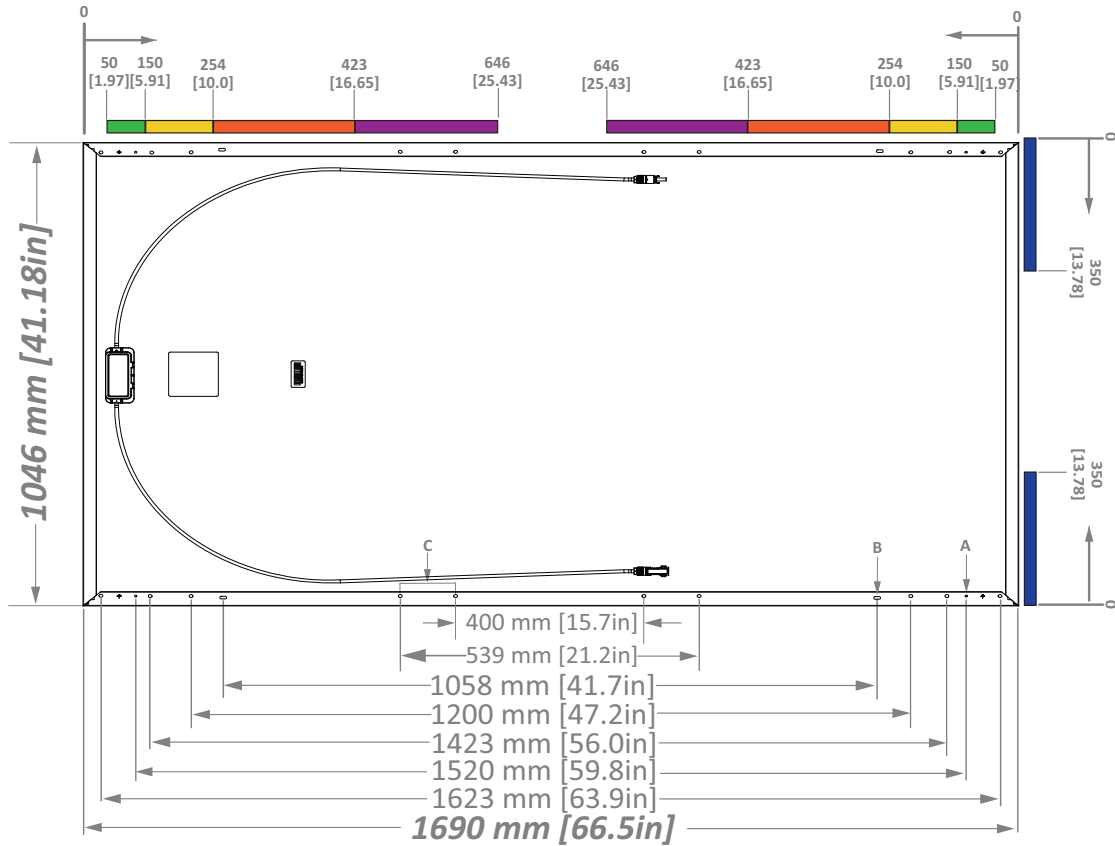 0
0
50 150 254 423 646 646 423 254 150 50
[1.97][5.91] [10.0] [16.65] [25.43] [25.43] [16.65] [10.0] [5.91] [1.97]
0
350
[13.78]
1046 mm [41.18in]
350
[13.78]
C
B
A
0
400 mm [15.7in]
539 mm [21.2in]
1058 mm [41.7in]
1200 mm [47.2in]
1423 mm [56.0in]
1520 mm [59.8in]
1623 mm [63.9in]
1690 mm [66.5in]